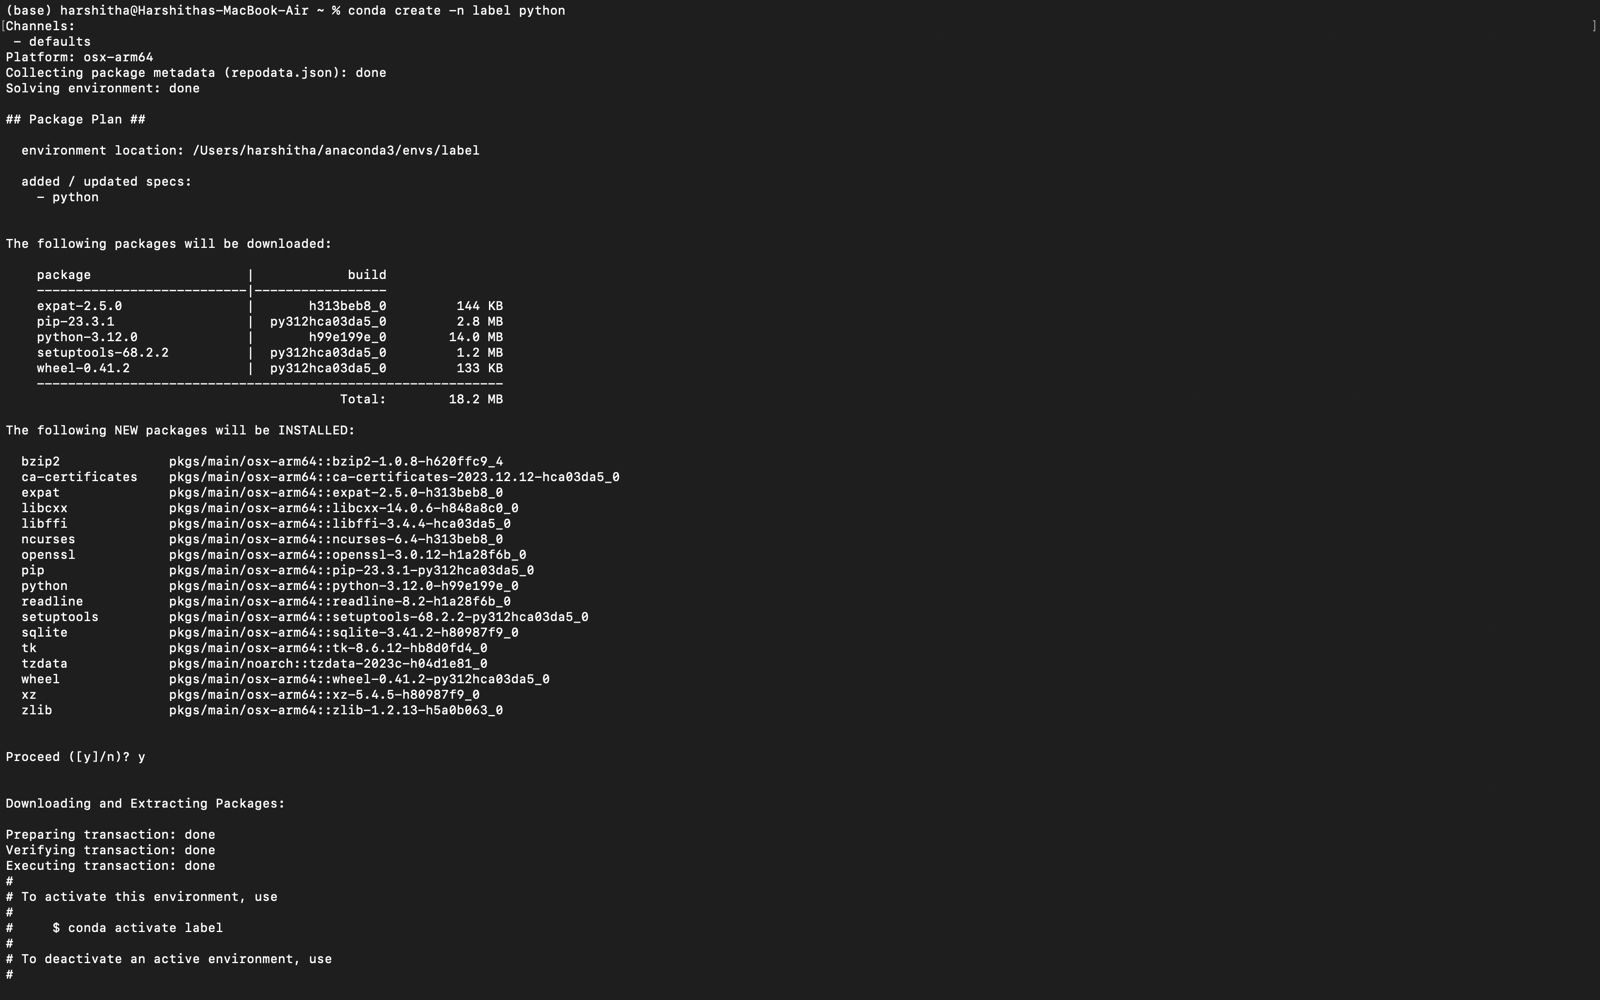 (base) harshitha@Harshithas-MacBook-Air ~ % conda create -n label python
[Channels: ]
 - defaults
Platform: osx-arm64
Collecting package metadata (repodata.json): done
Solving environment: done
## Package Plan ##
  environment location: /Users/harshitha/anaconda3/envs/label
  added / updated specs:
    - python
The following packages will be downloaded:
    package                    |            build
    ---------------------------|-----------------
    expat-2.5.0                |       h313beb8_0         144 KB
    pip-23.3.1                 |  py312hca03da5_0         2.8 MB
    python-3.12.0              |       h99e199e_0        14.0 MB
    setuptools-68.2.2          |  py312hca03da5_0         1.2 MB
    wheel-0.41.2               |  py312hca03da5_0         133 KB
    ------------------------------------------------------------
                                           Total:        18.2 MB
The following NEW packages will be INSTALLED:
  bzip2              pkgs/main/osx-arm64::bzip2-1.0.8-h620ffc9_4
  ca-certificates    pkgs/main/osx-arm64::ca-certificates-2023.12.12-hca03da5_0
  expat              pkgs/main/osx-arm64::expat-2.5.0-h313beb8_0
  libcxx             pkgs/main/osx-arm64::libcxx-14.0.6-h848a8c0_0
  libffi             pkgs/main/osx-arm64::libffi-3.4.4-hca03da5_0
  ncurses            pkgs/main/osx-arm64::ncurses-6.4-h313beb8_0
  openssl            pkgs/main/osx-arm64::openssl-3.0.12-h1a28f6b_0
  pip                pkgs/main/osx-arm64::pip-23.3.1-py312hca03da5_0
  python             pkgs/main/osx-arm64::python-3.12.0-h99e199e_0
  readline           pkgs/main/osx-arm64::readline-8.2-h1a28f6b_0
  setuptools         pkgs/main/osx-arm64::setuptools-68.2.2-py312hca03da5_0
  sqlite             pkgs/main/osx-arm64::sqlite-3.41.2-h80987f9_0
  tk                 pkgs/main/osx-arm64::tk-8.6.12-hb8d0fd4_0
  tzdata             pkgs/main/noarch::tzdata-2023c-h04d1e81_0
  wheel              pkgs/main/osx-arm64::wheel-0.41.2-py312hca03da5_0
  xz                 pkgs/main/osx-arm64::xz-5.4.5-h80987f9_0
  zlib               pkgs/main/osx-arm64::zlib-1.2.13-h5a0b063_0
Proceed ([y]/n)? y
Downloading and Extracting Packages:
Preparing transaction: done
Verifying transaction: done
Executing transaction: done
#
# To activate this environment, use
#
#     $ conda activate label
#
# To deactivate an active environment, use
#